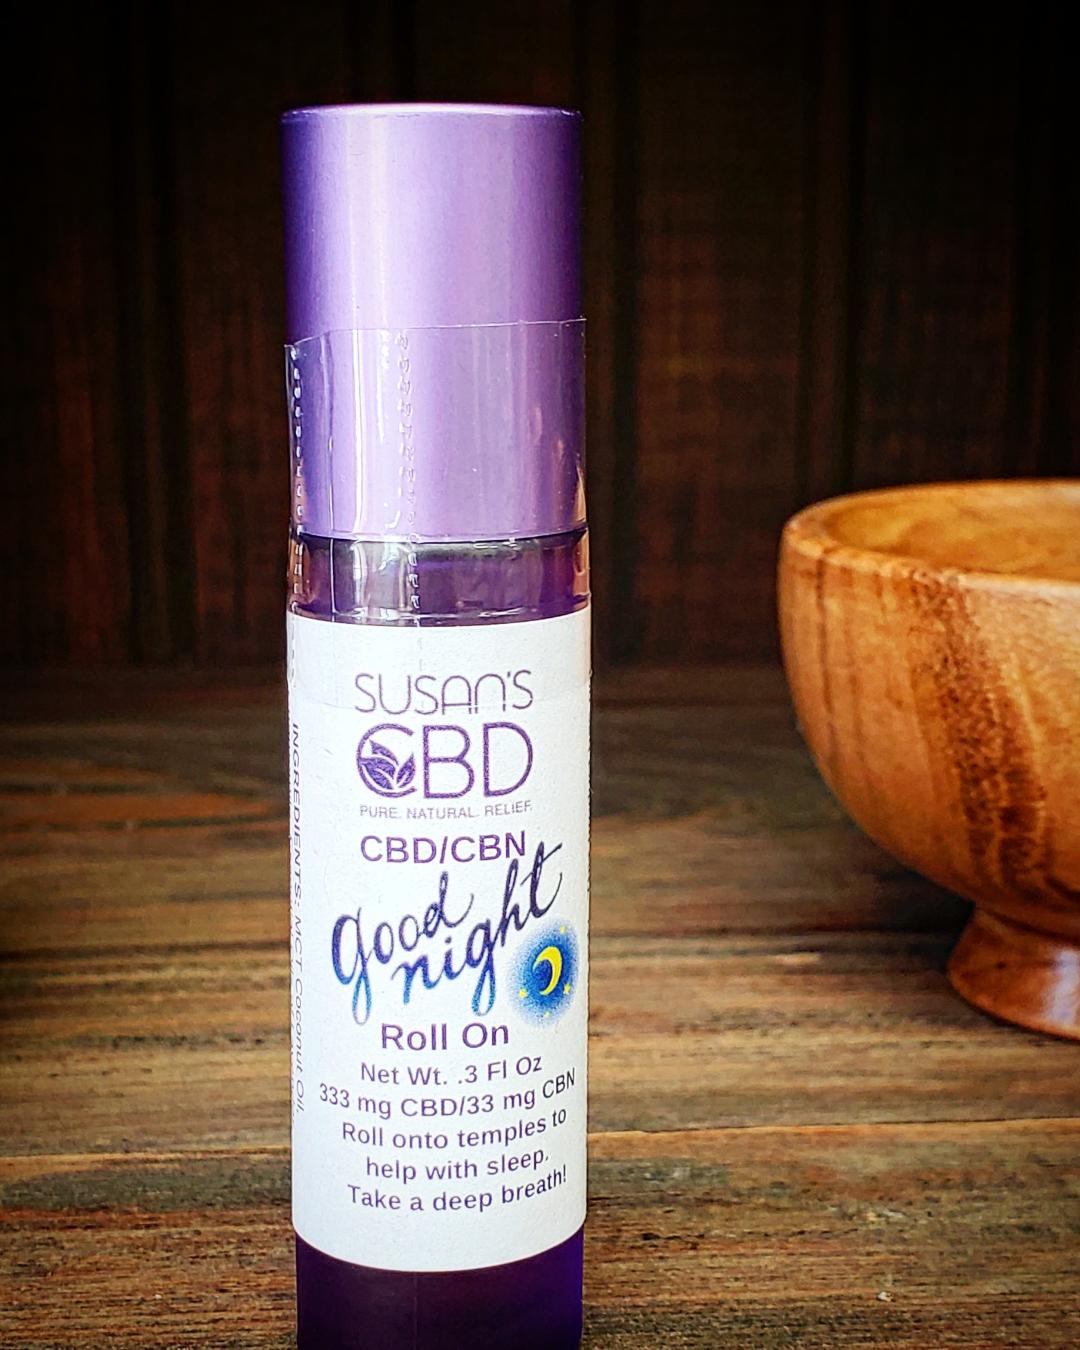 SUSAN'S
CBD
PURE. NATURAL. RELIEF.
CBD/CBN
good
night
Roll On
Net Wt. .3 Fl Oz
333 mg CBD/33 mg CBN
Roll onto temples to
help with sleep.
Take a deep breath!
INGREDIENTS: MCT Coconut Oil,